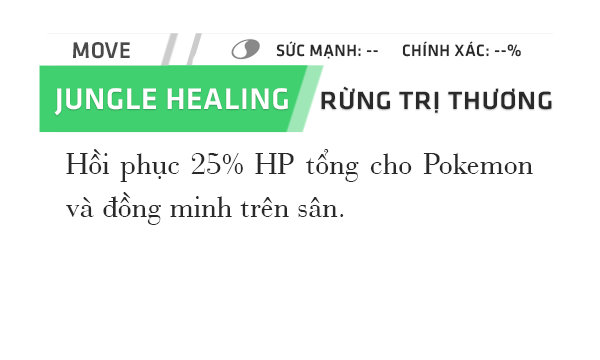 MOVE SỨC MẠNH: -- CHÍNH XÁC: --%
JUNGLE HEALING RỪNG TRỊ THƯƠNG
Hồi phục 25% HP tổng cho Pokemon
và đồng minh trên sân.